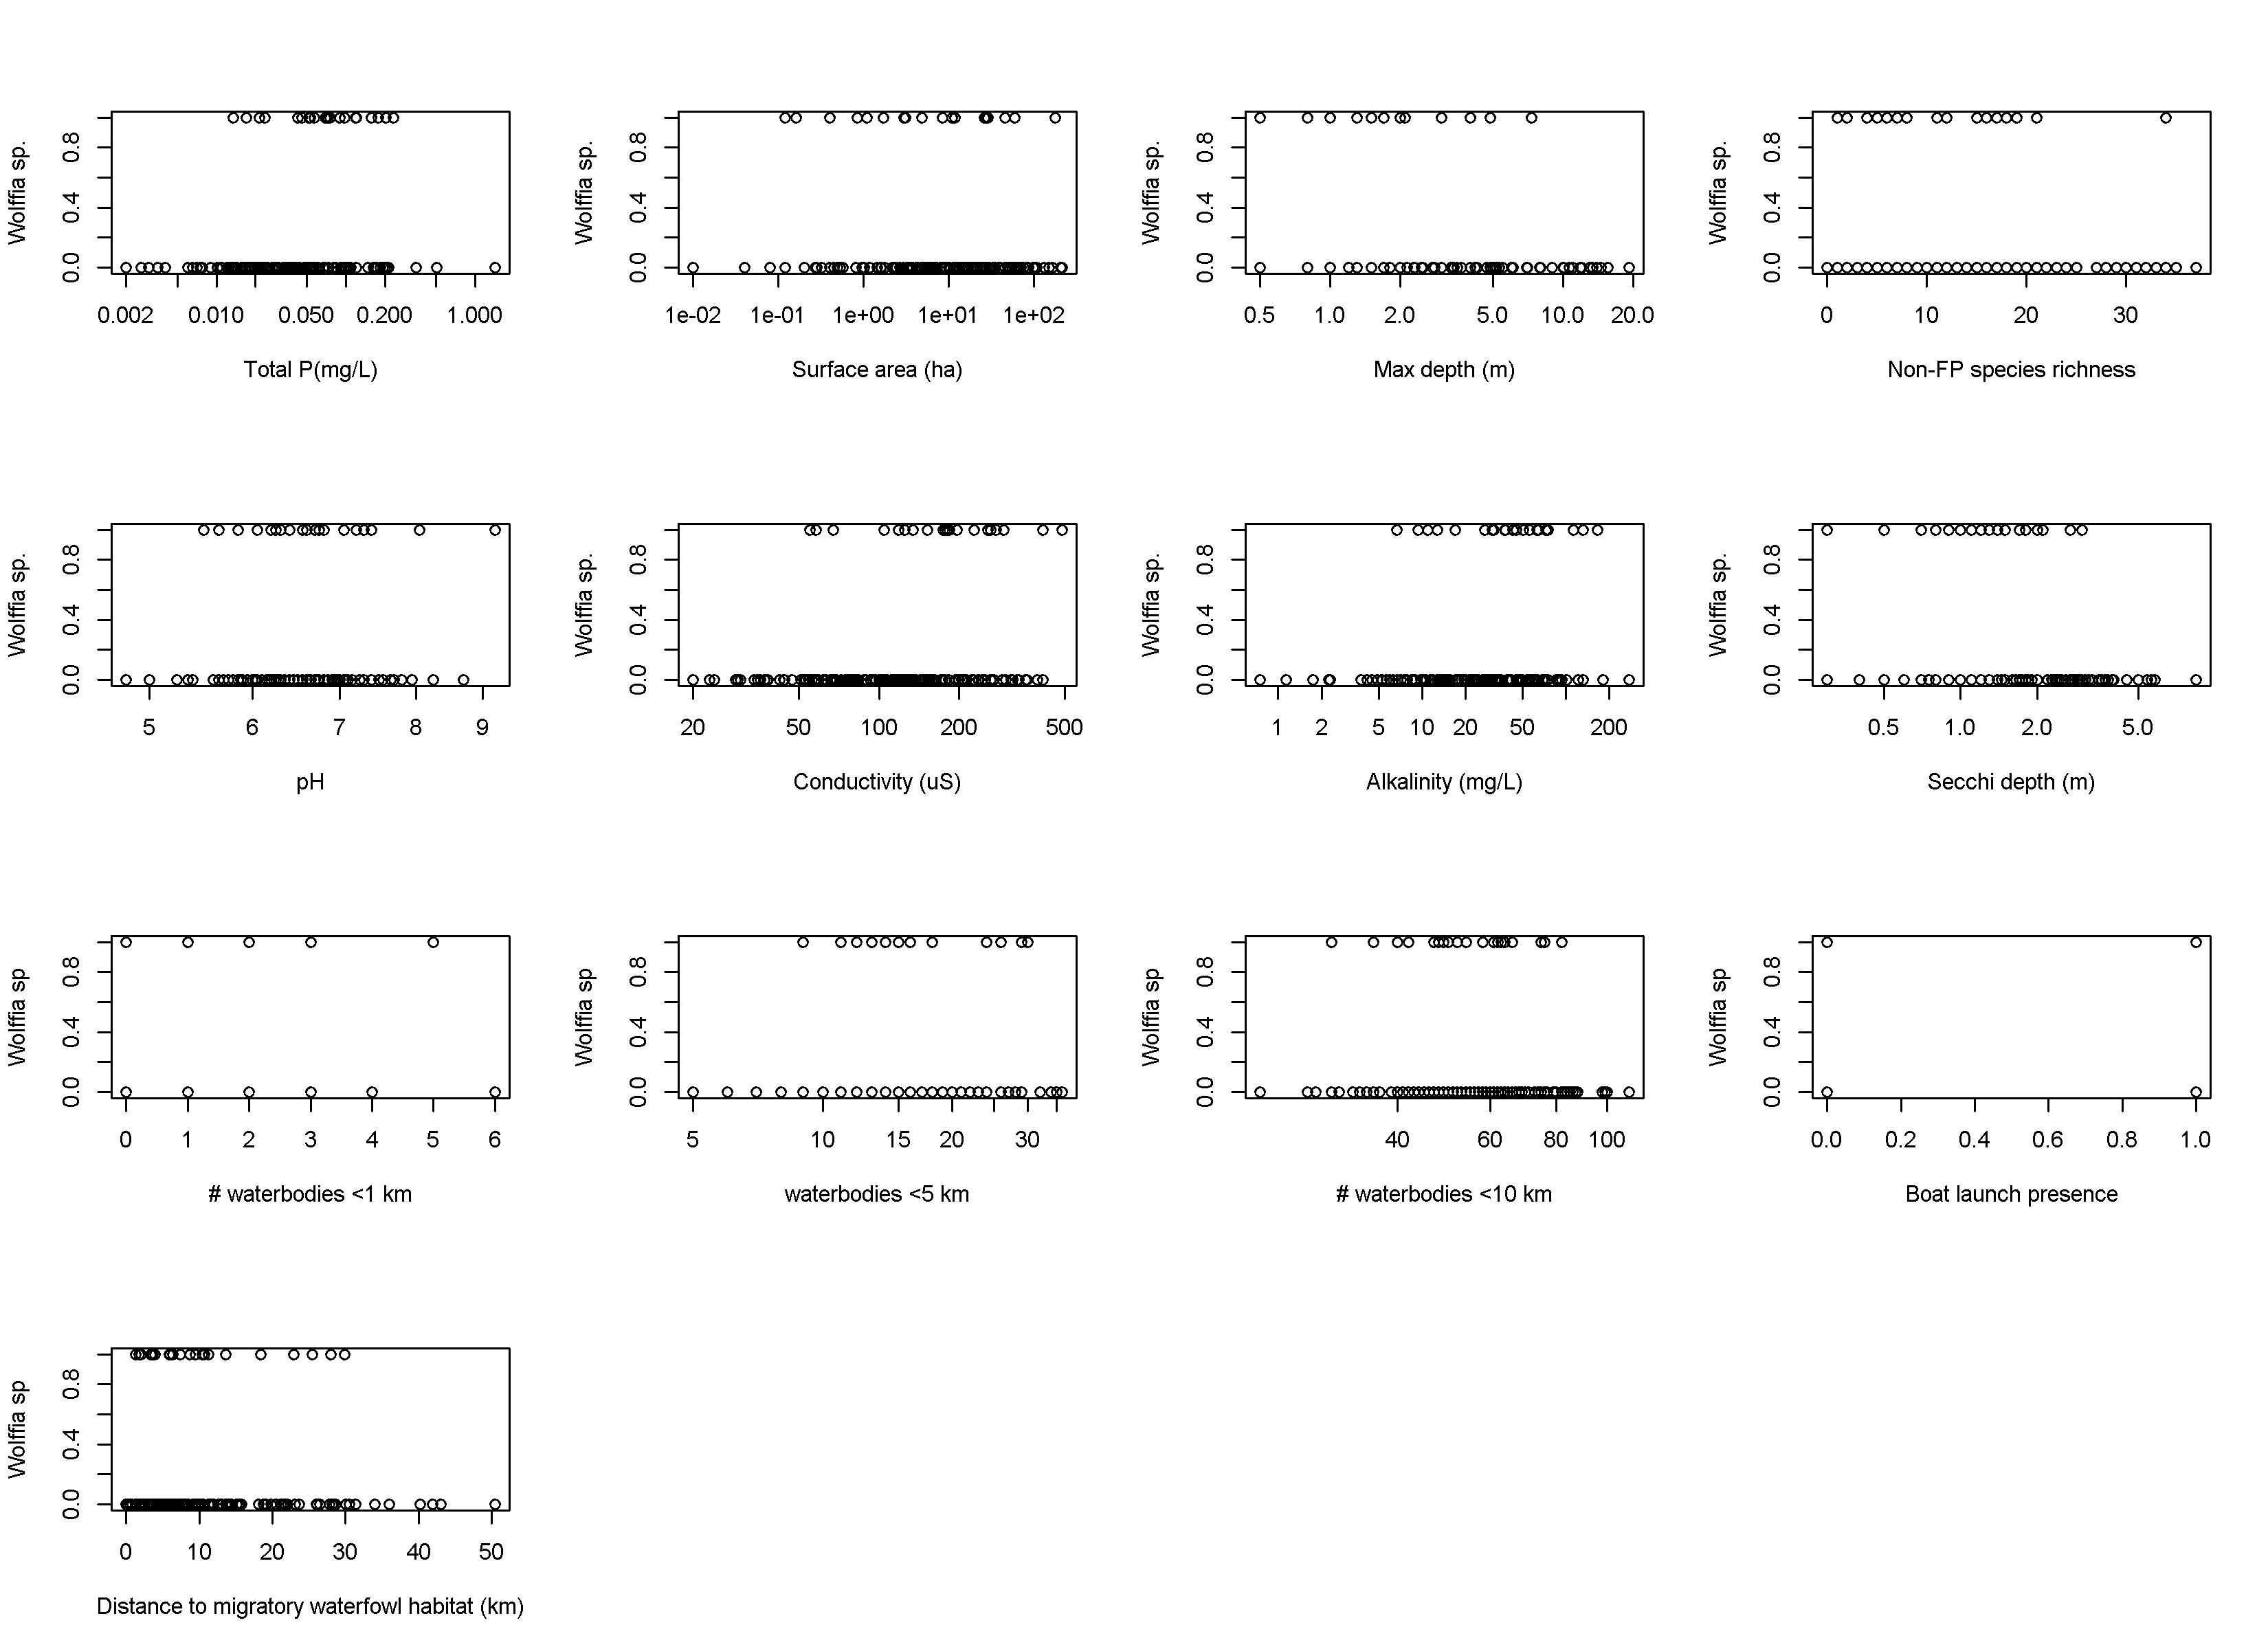 Wolffia sp.
0.0 0.4 0.8
0.002 0.010 0.050 0.200 1.000
Total P(mg/L)
Wolffia sp.
0.0 0.4 0.8
1e-02 1e-01 1e+00 1e+01 1e+02
Surface area (ha)
Wolffia sp.
0.0 0.4 0.8
0.5 1.0 2.0 5.0 10.0 20.0
Max depth (m)
Wolffia sp.
0.0 0.4 0.8
0 10 20 30
Non-FP species richness
Wolffia sp.
0.0 0.4 0.8
5 6 7 8 9
pH
Wolffia sp.
0.0 0.4 0.8
20 50 100 200 500
Conductivity (uS)
Wolffia sp.
0.0 0.4 0.8
1 2 5 10 20 50 200
Alkalinity (mg/L)
Wolffia sp.
0.0 0.4 0.8
0.5 1.0 2.0 5.0
Secchi depth (m)
Wolffia sp
0.0 0.4 0.8
0 1 2 3 4 5 6
# waterbodies <1 km
Wolffia sp
0.0 0.4 0.8
5 10 15 20 30
waterbodies <5 km
Wolffia sp
0.0 0.4 0.8
40 60 80 100
# waterbodies <10 km
Wolffia sp
0.0 0.4 0.8
0.0 0.2 0.4 0.6 0.8 1.0
Boat launch presence
Wolffia sp
0.0 0.4 0.8
0 10 20 30 40 50
Distance to migratory waterfowl habitat (km)